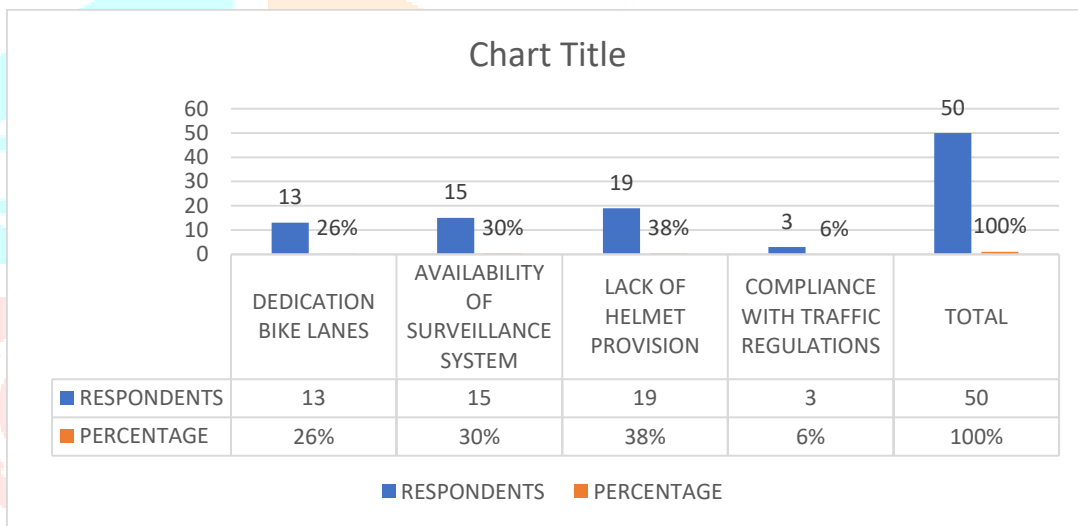 Chart Title
60
50
40
30
20
10
0
13
26%
15
30%
19
38%
3
6%
50
100%
DEDICATION
BIKE LANES
AVAILABILITY
OF
SURVEILLANCE
SYSTEM
LACK OF
HELMET
PROVISION
COMPLIANCE
WITH TRAFFIC
REGULATIONS
TOTAL
RESPONDENTS 13 15 19 3 50
PERCENTAGE 26% 30% 38% 6% 100%
RESPONDENTS PERCENTAGE